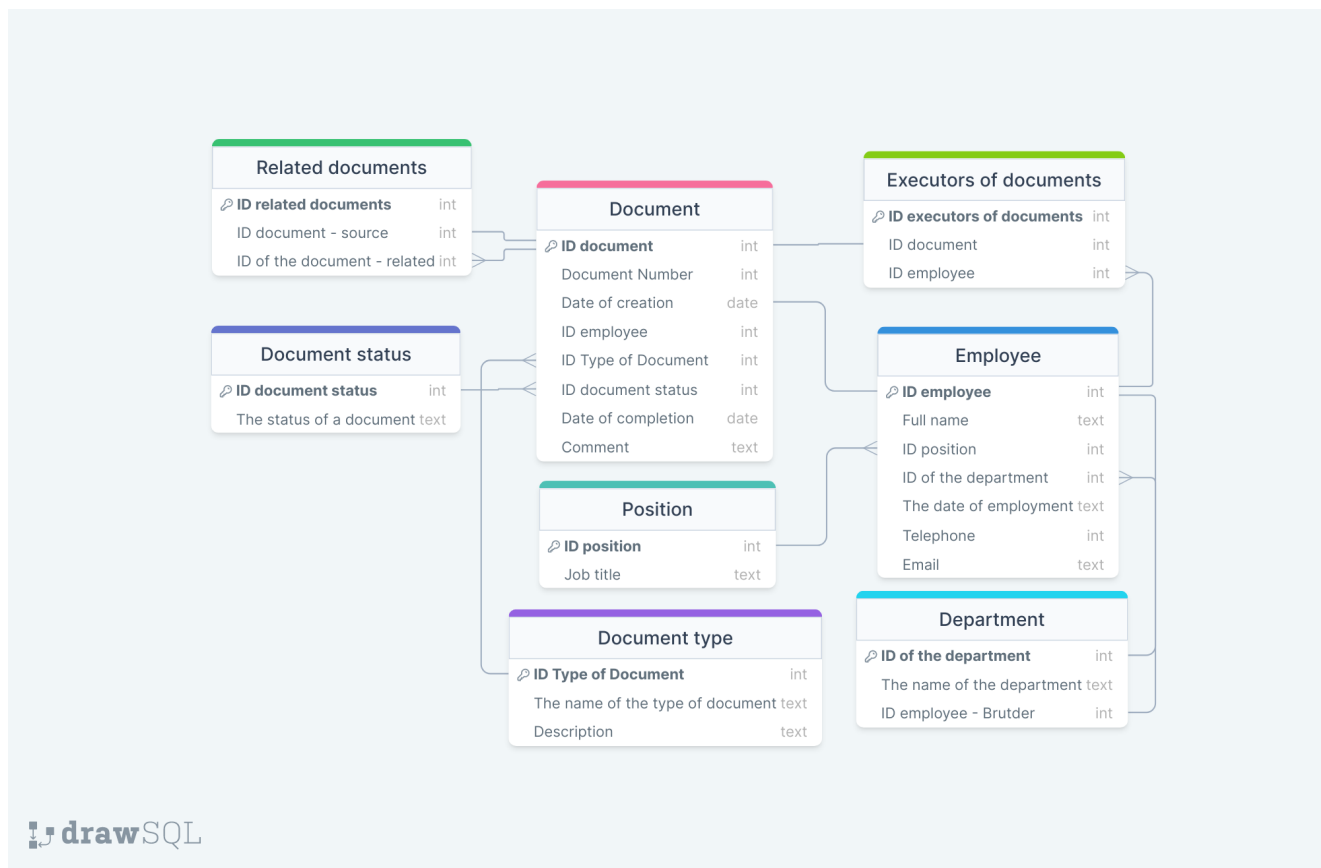 Related documents
ID related documents int
ID document - source int
ID of the document - related int
Document status
ID document status int
The status of a document text
Document
ID document int
Document Number int
Date of creation date
ID employee int
ID Type of Document int
ID document status int
Date of completion date
Comment text
Position
ID position int
Job title text
Document type
ID Type of Document int
The name of the type of document text
Description text
Executors of documents
ID executors of documents int
ID document int
ID employee int
Employee
ID employee int
Full name text
ID position int
ID of the department int
The date of employment text
Telephone int
Email text
Department
ID of the department int
The name of the department text
ID employee - Brutder int
drawSQL